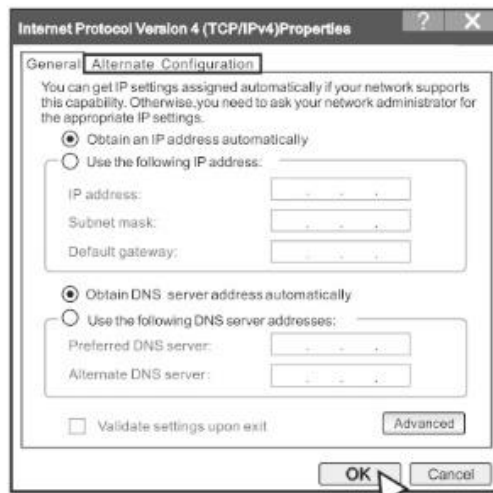 Internet Protocol Version 4 (TCP/IPv4)Properties ? X
General Alternate Configuration
You can get IP settings assigned automatically if your network supports
this capability. Otherwise,you need to ask your network administrator for
the appropriate IP settings.
Obtain an IP address automatically
Use the following IP address:
IP address:
Subnet mask:
Default gateway:
Obtain DNS server address automatically
Use the following DNS server addresses:
Preferred DNS server:
Alternate DNS server:
Validate settings upon exit
Advanced
OK Cancel